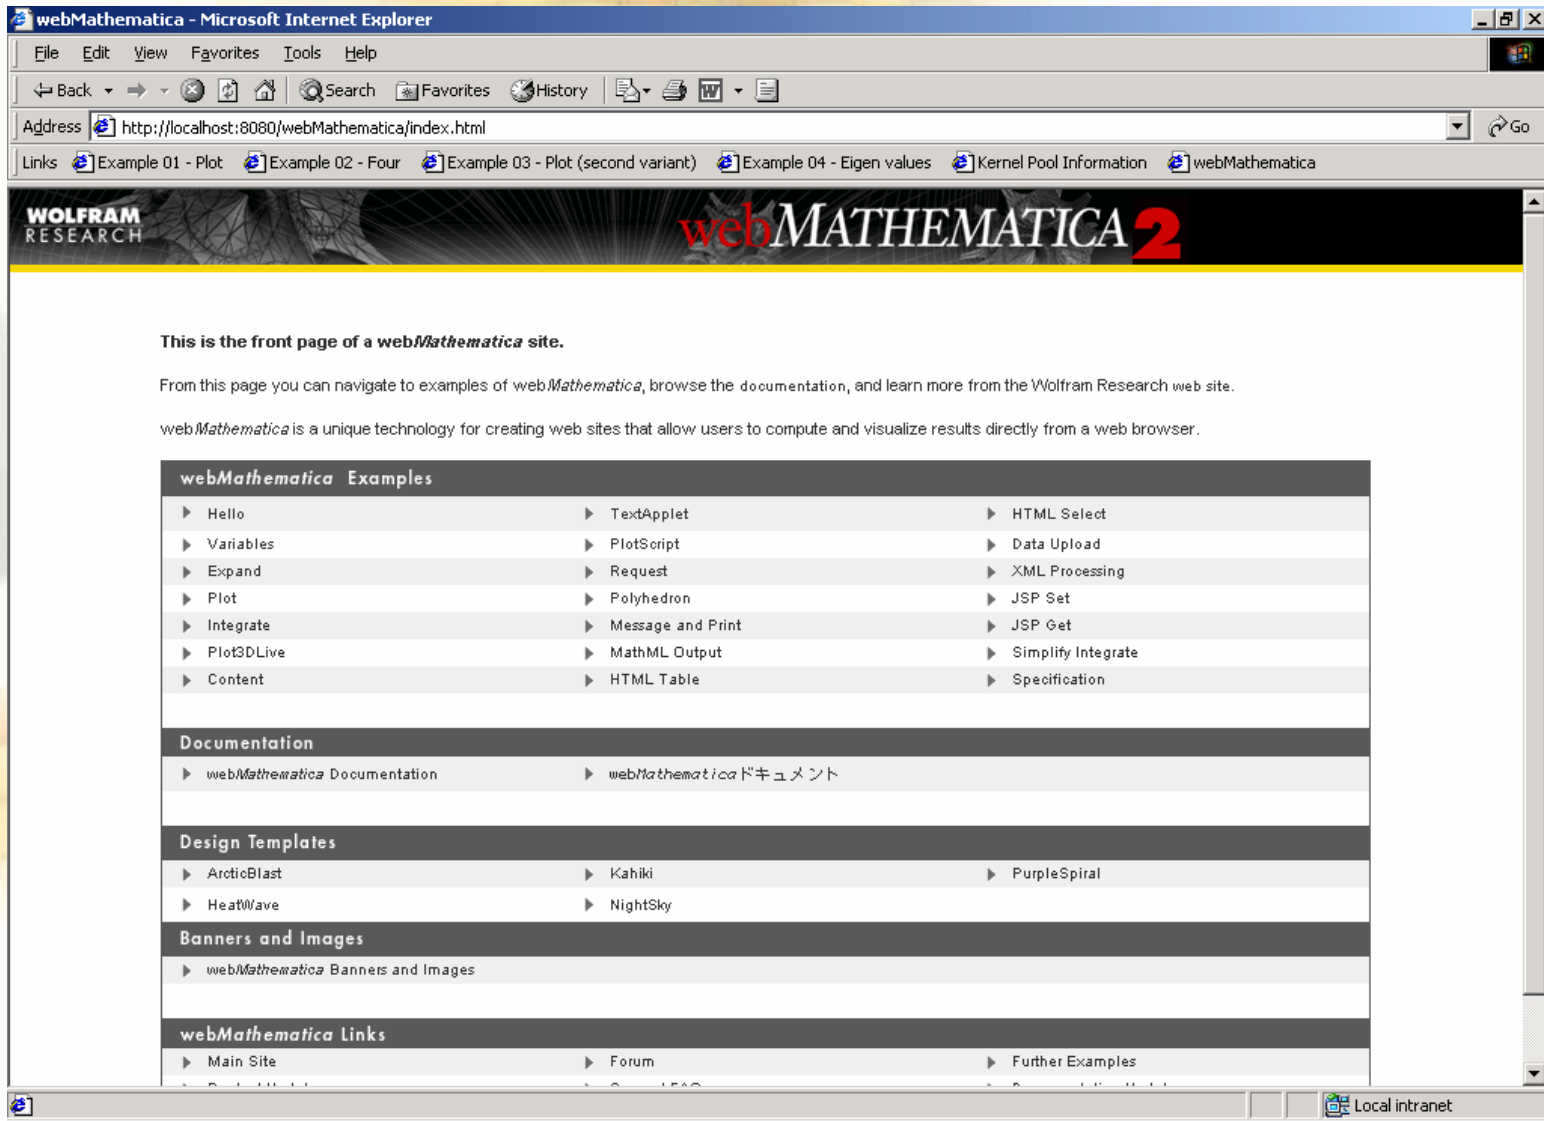 webMathematica - Microsoft Internet Explorer
File Edit View Favorites Tools Help
Back Search Favorites History
Address http://localhost:8080/webMathematica/index.html Go
Links Example 01 - Plot Example 02 - Four Example 03 - Plot (second variant) Example 04 - Eigen values Kernel Pool Information webMathematica
WOLFRAM RESEARCH
webMATHEMATICA 2
This is the front page of a webMathematica site.
From this page you can navigate to examples of webMathematica, browse the documentation, and learn more from the Wolfram Research web site.
webMathematica is a unique technology for creating web sites that allow users to compute and visualize results directly from a web browser.
webMathematica Examples
Hello TextApplet HTML Select
Variables PlotScript Data Upload
Expand Request XML Processing
Plot Polyhedron JSP Set
Integrate Message and Print JSP Get
Plot3DLive MathML Output Simplify Integrate
Content HTML Table Specification
Documentation
webMathematica Documentation webMathematicaドキュメント
Design Templates
ArcticBlast Kahiki PurpleSpiral
HeatWave NightSky
Banners and Images
webMathematica Banners and Images
webMathematica Links
Main Site Forum Further Examples
Local intranet